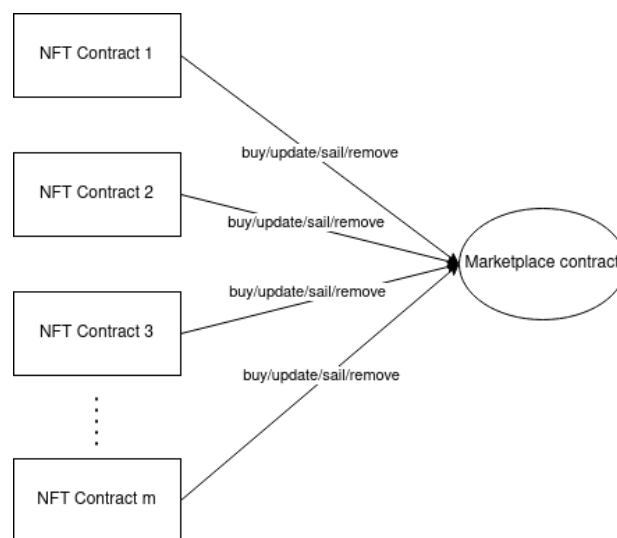 NFT Contract 1
buy/update/sail/remove
NFT Contract 2
buy/update/sail/remove
Marketplace contract
buy/update/sail/remove
NFT Contract 3
buy/update/sail/remove
NFT Contract m